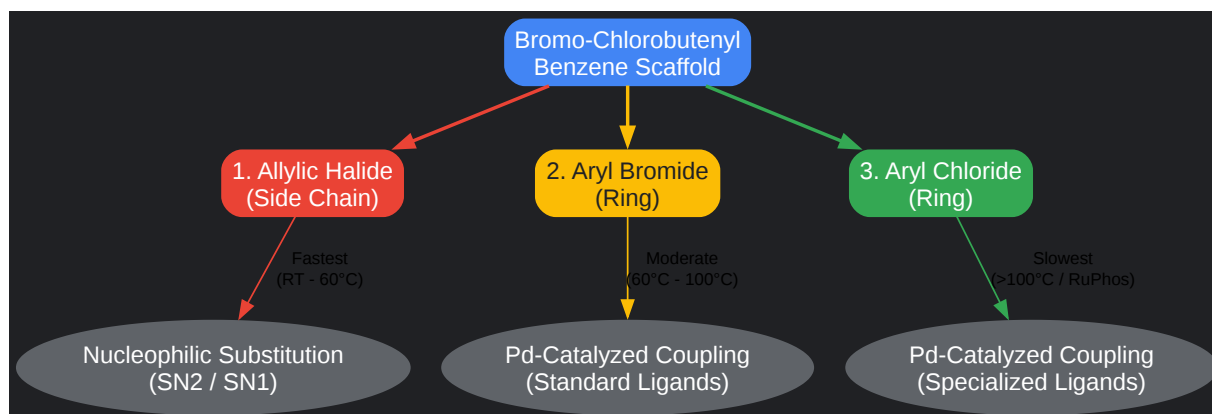 Bromo-Chlorobutenyl
Benzene Scaffold
1. Allylic Halide
(Side Chain)
2. Aryl Bromide
(Ring)
3. Aryl Chloride
(Ring)
Fastest
(RT - 60°C)
Moderate
(60°C - 100°C)
Slowest
(>100°C / RuPhos)
Nucleophilic Substitution
(SN2 / SN1)
Pd-Catalyzed Coupling
(Standard Ligands)
Pd-Catalyzed Coupling
(Specialized Ligands)